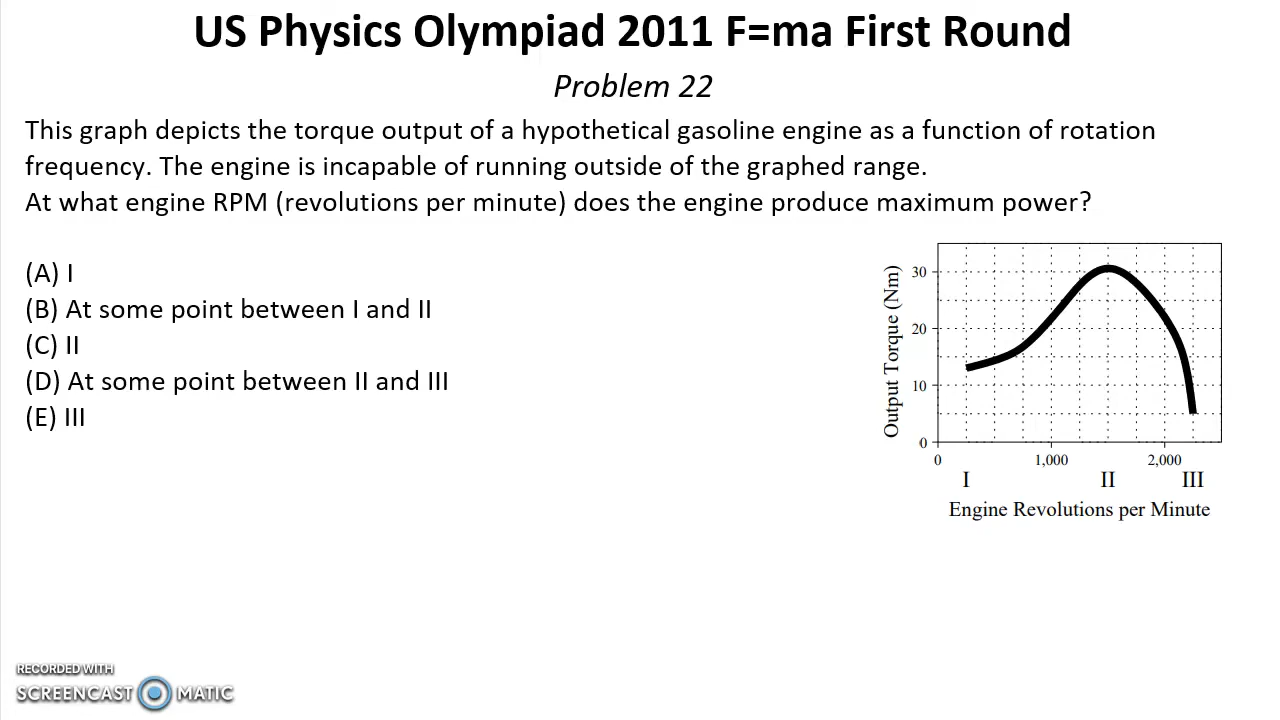 US Physics Olympiad 2011 F=ma First Round
Problem 22
This graph depicts the torque output of a hypothetical gasoline engine as a function of rotation
frequency. The engine is incapable of running outside of the graphed range.
At what engine RPM (revolutions per minute) does the engine produce maximum power?
(A) I
(B) At some point between I and II
(C) II
(D) At some point between II and III
(E) III
Output Torque (Nm)
30
20
10
0
0 1,000 2,000
I II III
Engine Revolutions per Minute
RECORDED WITH
SCREENCAST MATIC